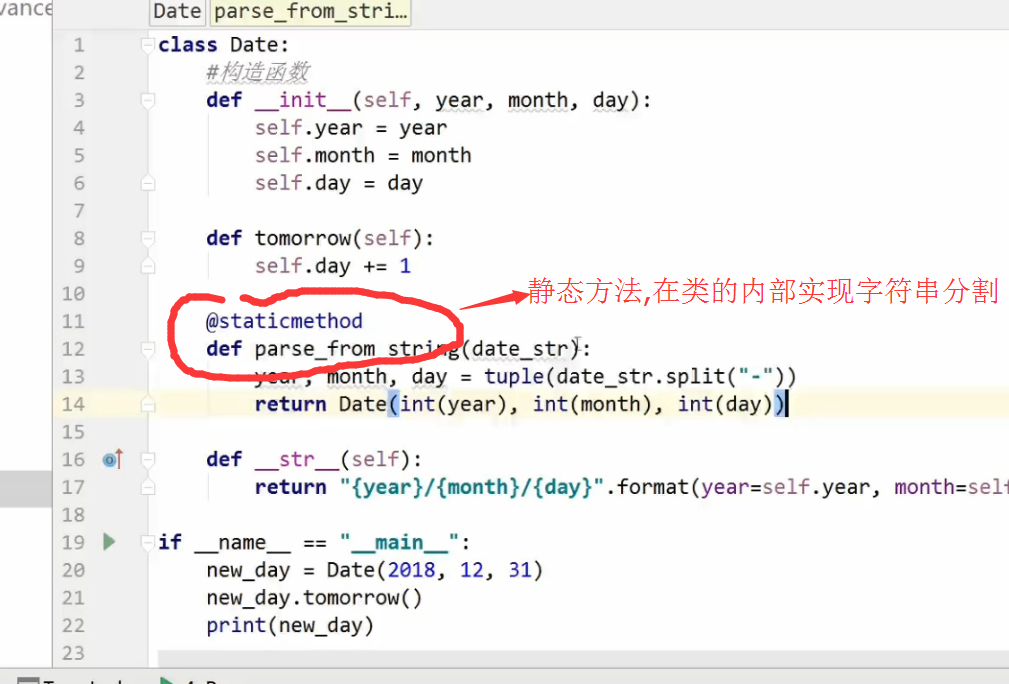 Date parse_from_stri…
1 class Date:
2 #构造函数
3 def __init__(self, year, month, day):
4 self.year = year
5 self.month = month
6 self.day = day
7
8 def tomorrow(self):
9 self.day += 1
10
静态方法,在类的内部实现字符串分割
11 @staticmethod
12 def parse_from_string(date_str):
13 year, month, day = tuple(date_str.split("-"))
14 return Date(int(year), int(month), int(day))
15
16 def __str__(self):
17 return "{year}/{month}/{day}".format(year=self.year, month=self
18
19 if __name__ == "__main__":
20 new_day = Date(2018, 12, 31)
21 new_day.tomorrow()
22 print(new_day)
23